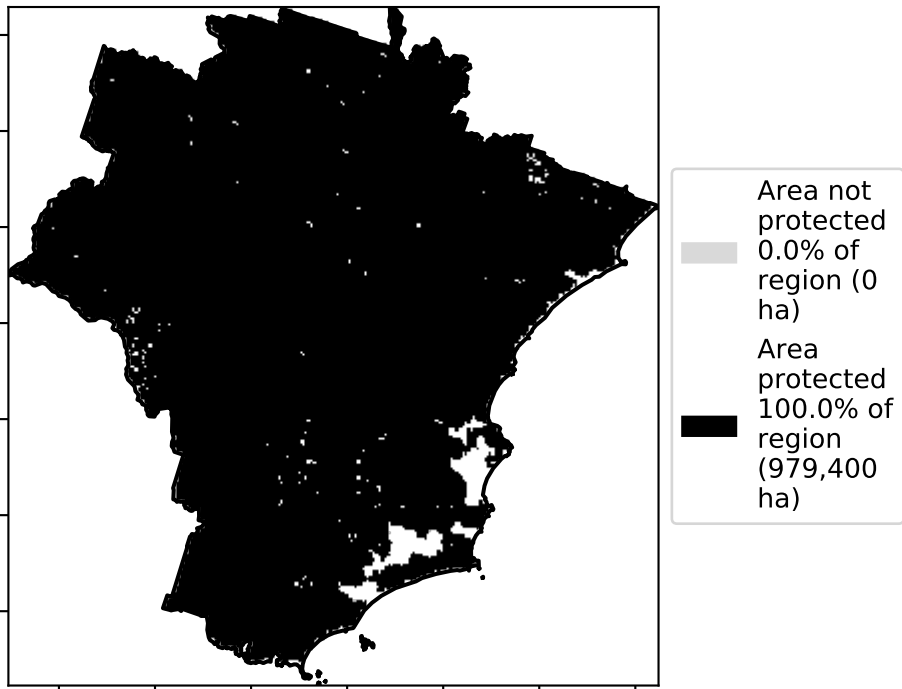 Area not
protected
0.0% of
region (0
ha)
Area
protected
100.0% of
region
(979,400
ha)